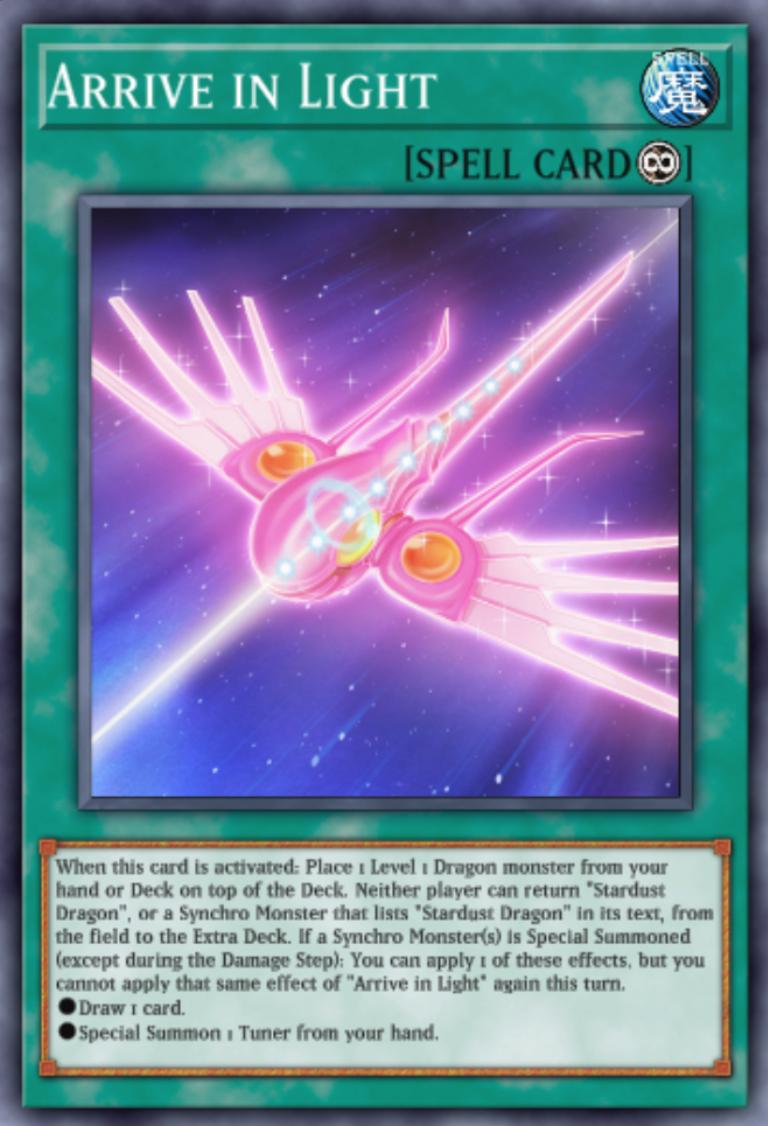 ARRIVE IN LIGHT
SPELL
魔
[SPELL CARD]
When this card is activated: Place 1 Level 1 Dragon monster from your
hand or Deck on top of the Deck. Neither player can return "Stardust
Dragon", or a Synchro Monster that lists "Stardust Dragon" in its text, from
the field to the Extra Deck. If a Synchro Monster(s) is Special Summoned
(except during the Damage Step): You can apply 1 of these effects, but you
cannot apply that same effect of "Arrive in Light" again this turn.
●Draw 1 card.
●Special Summon 1 Tuner from your hand.